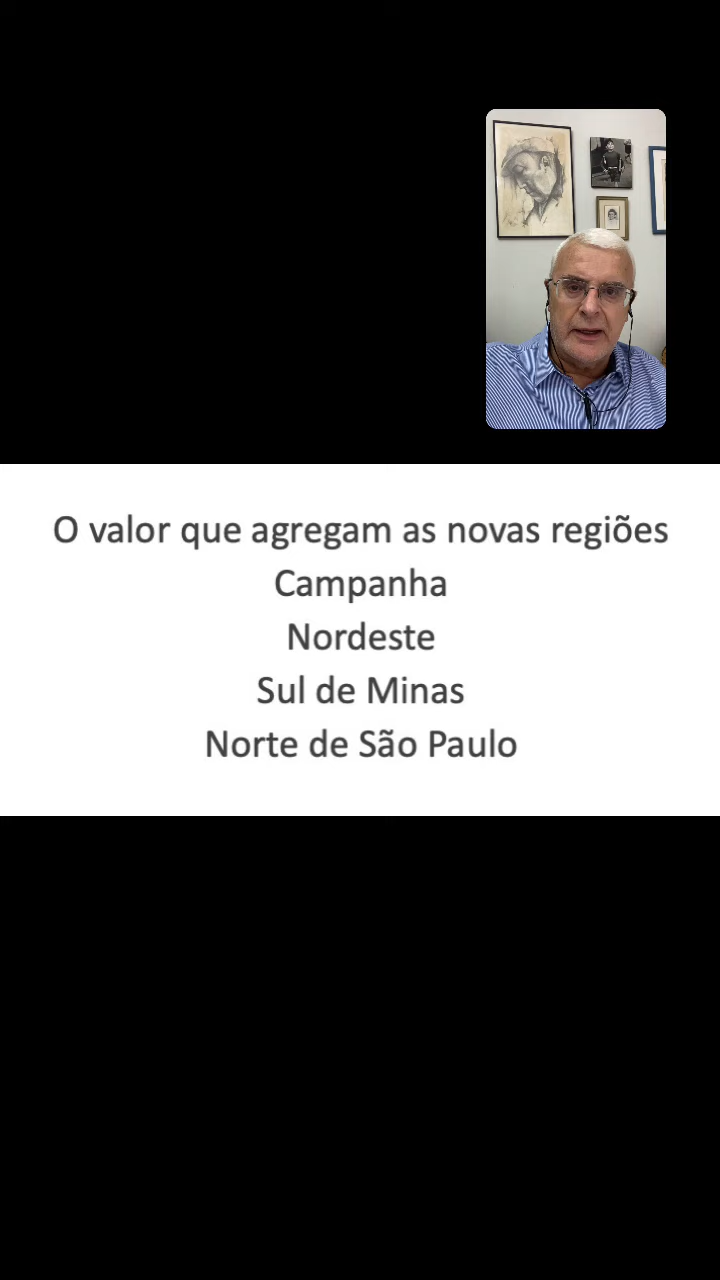 O valor que agregam as novas regiões
Campanha
Nordeste
Sul de Minas
Norte de São Paulo